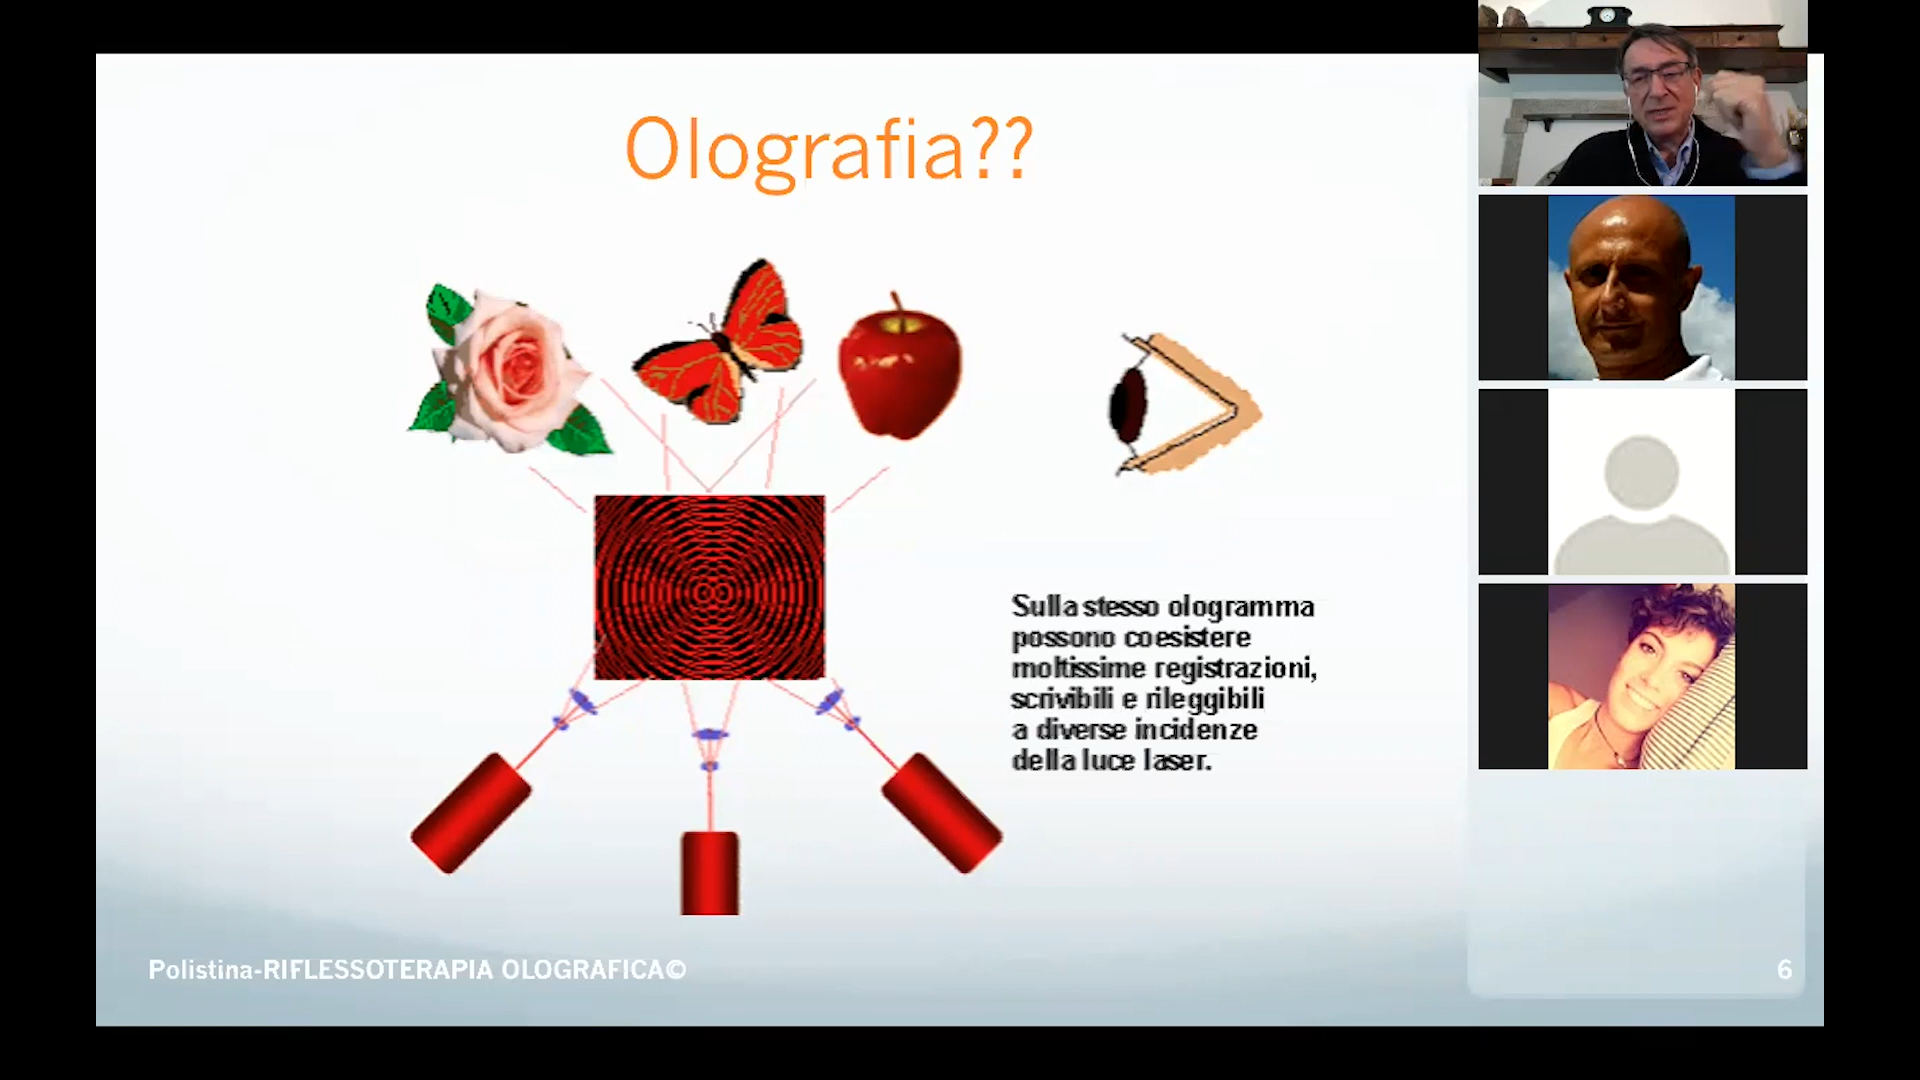 Olografia??
Sulla stesso ologramma
possono coesistere
moltissime registrazioni,
scrivibili e rileggibili
a diverse incidenze
della luce laser.
Polistina-RIFLESSOTERAPIA OLOGRAFICA©
6